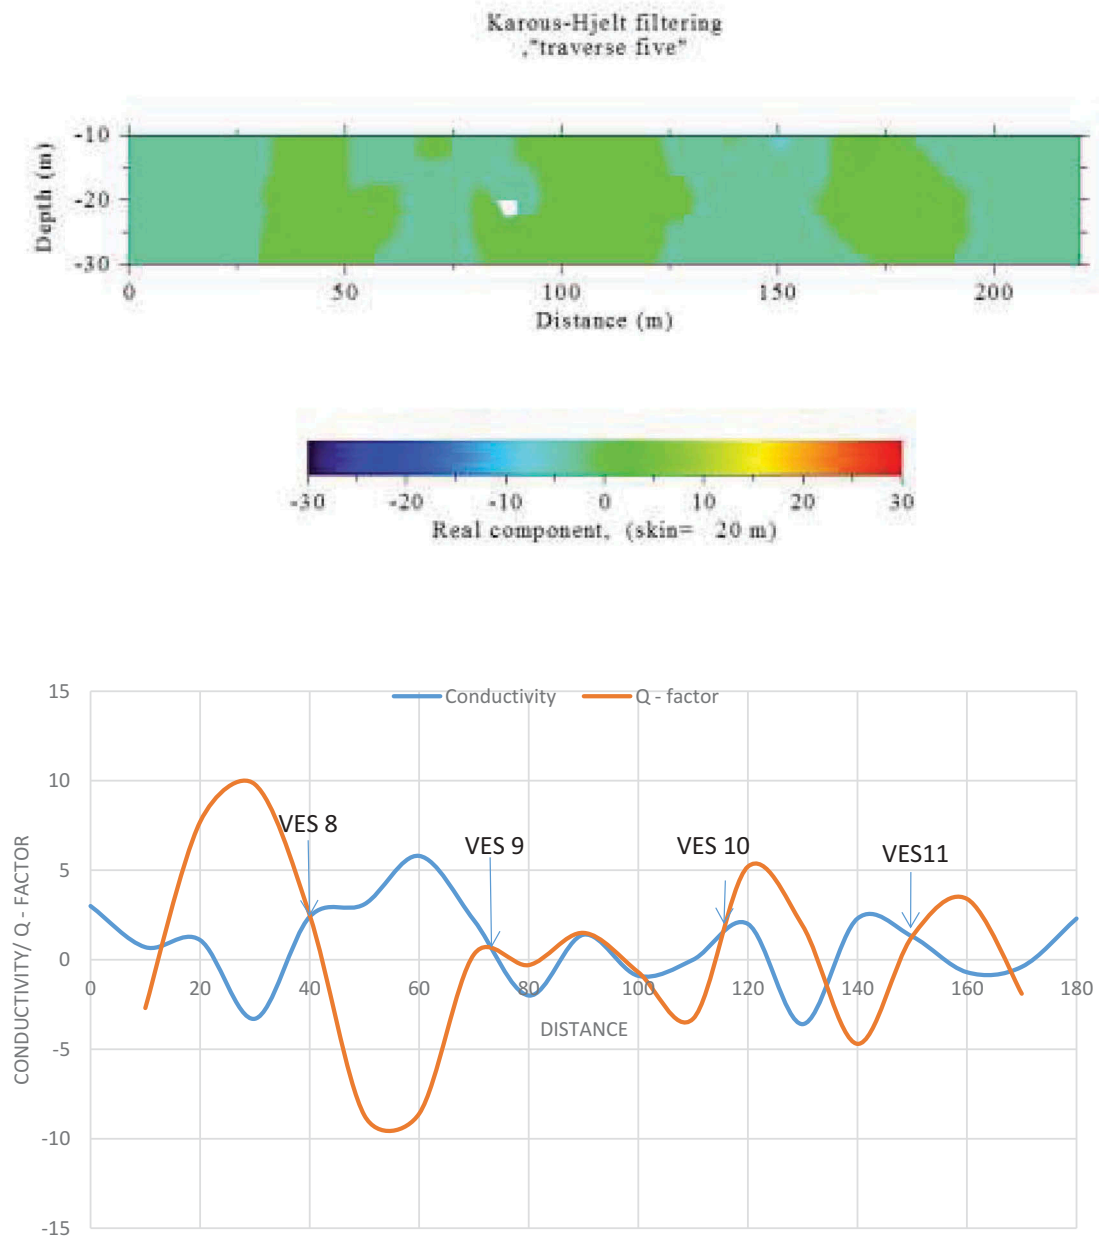 Karous-Hjelt filtering
,"traverse five"
Depth (m)
-10
-20
-30
0 50 100 150 200
Distance (m)
-30 -20 -10 0 10 20 30
Real component, (skin= 20 m)
Conductivity Q - factor
CONDUCTIVITY/ Q - FACTOR
15
10
5
0
-5
-10
-15
VES 8
VES 9
VES 10
VES11
0 20 40 60 80 100 120 140 160 180
DISTANCE